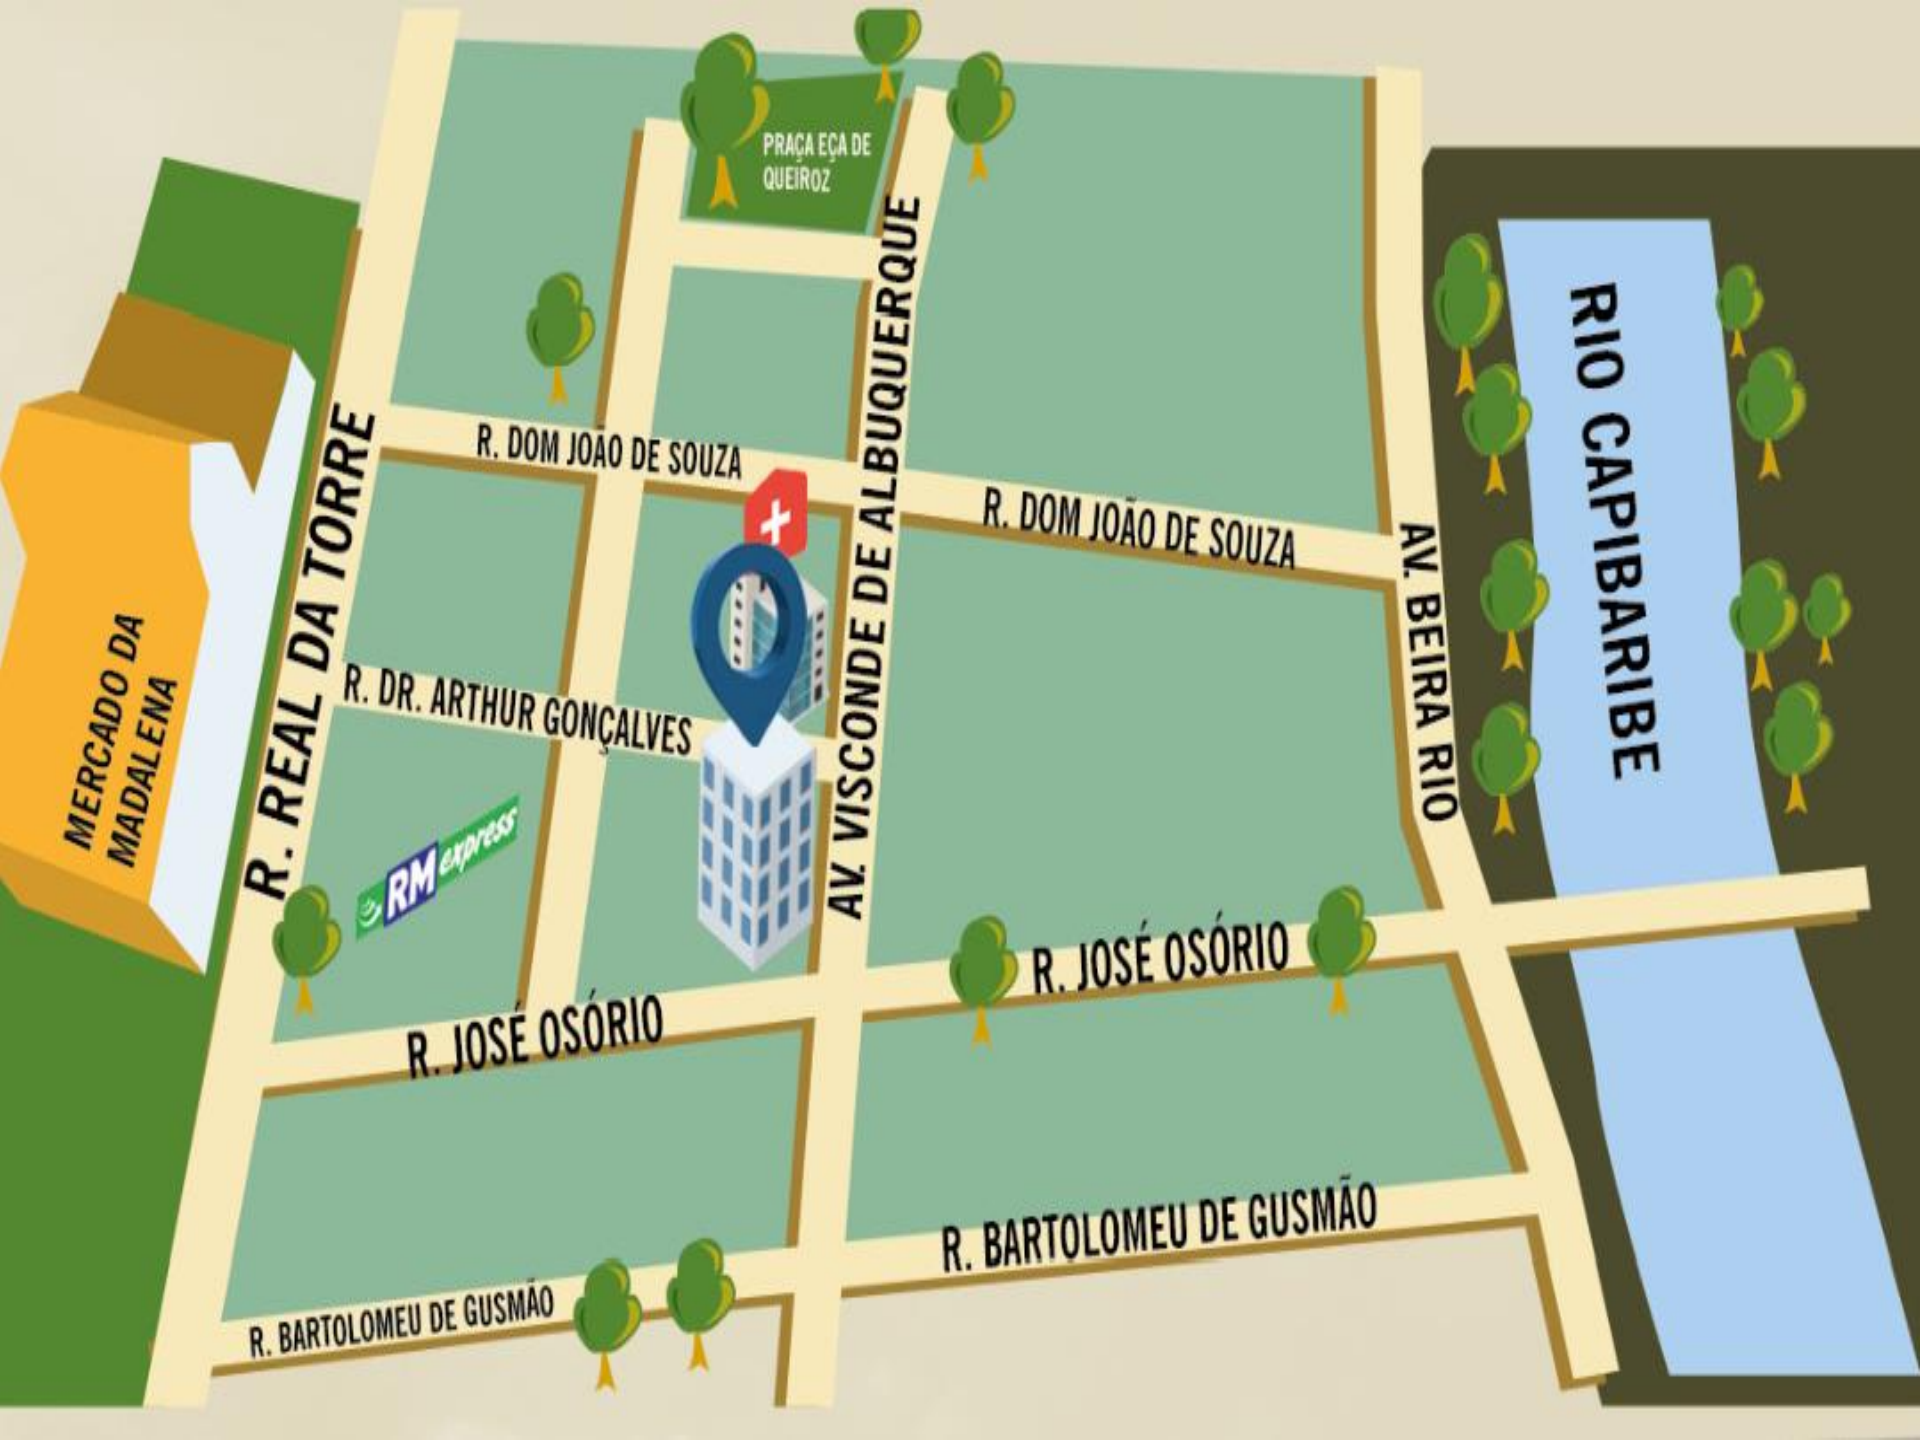 PRAÇA EÇA DE
QUEIROZ
R. DOM JOAO DE SOUZA
R. DOM JOÃO DE SOUZA
R. REAL DA TORRE
AV. VISCONDE DE ALBUQUERQUE
AV. BEIRA RIO
RIO CAPIBARIBE
MERCADO DA
MADALENA
R. DR. ARTHUR GONÇALVES
RM express
R. JOSÉ OSÓRIO
R. JOSÉ OSÓRIO
R. BARTOLOMEU DE GUSMÃO
R. BARTOLOMEU DE GUSMÃO